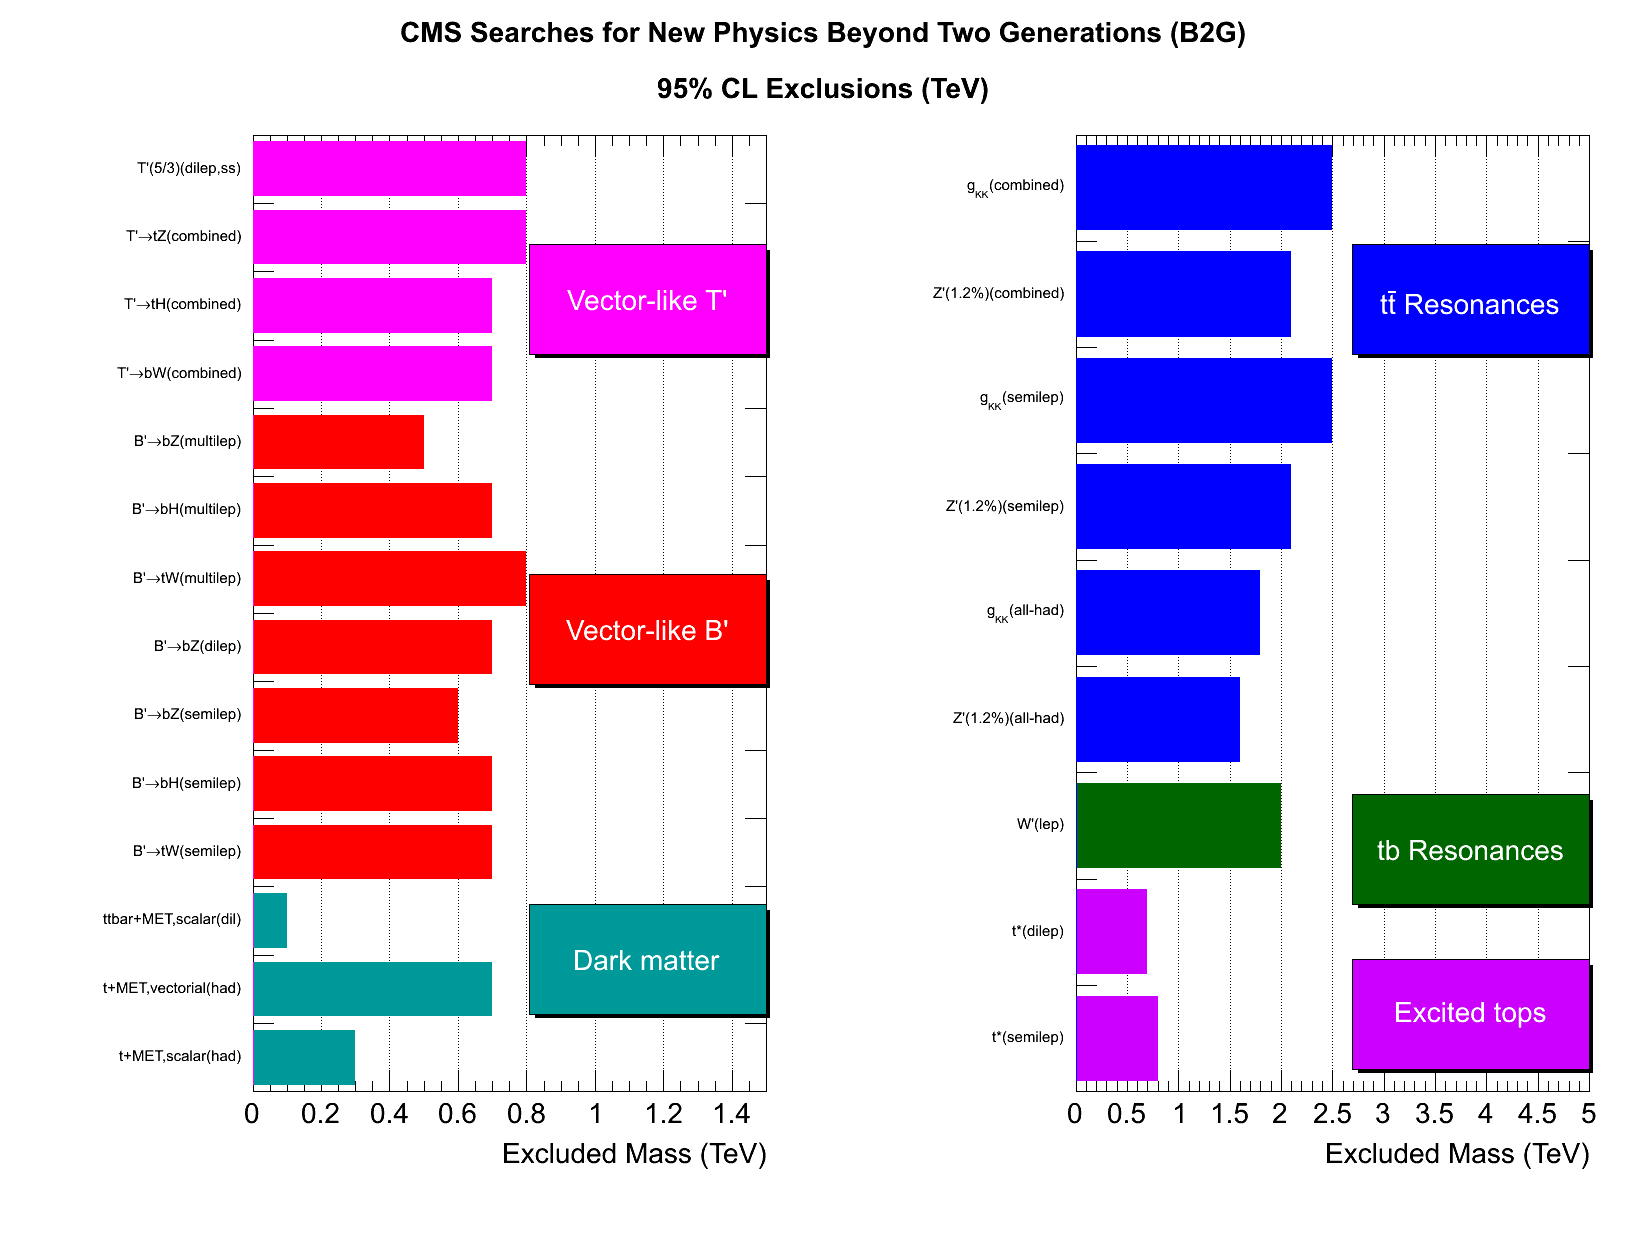 CMS Searches for New Physics Beyond Two Generations (B2G)
95% CL Exclusions (TeV)
T'(5/3)(dilep,ss)
T'→tZ(combined)
T'→tH(combined)
T'→bW(combined)
B'→bZ(multilep)
B'→bH(multilep)
B'→tW(multilep)
B'→bZ(dilep)
B'→bZ(semilep)
B'→bH(semilep)
B'→tW(semilep)
ttbar+MET,scalar(dil)
t+MET,vectorial(had)
t+MET,scalar(had)
Vector-like T'
Vector-like B'
Dark matter
0 0.2 0.4 0.6 0.8 1 1.2 1.4
Excluded Mass (TeV)
g_KK(combined)
Z'(1.2%)(combined)
g_KK(semilep)
Z'(1.2%)(semilep)
g_KK(all-had)
Z'(1.2%)(all-had)
W'(lep)
t*(dilep)
t*(semilep)
tt̄ Resonances
tb Resonances
Excited tops
0 0.5 1 1.5 2 2.5 3 3.5 4 4.5 5
Excluded Mass (TeV)